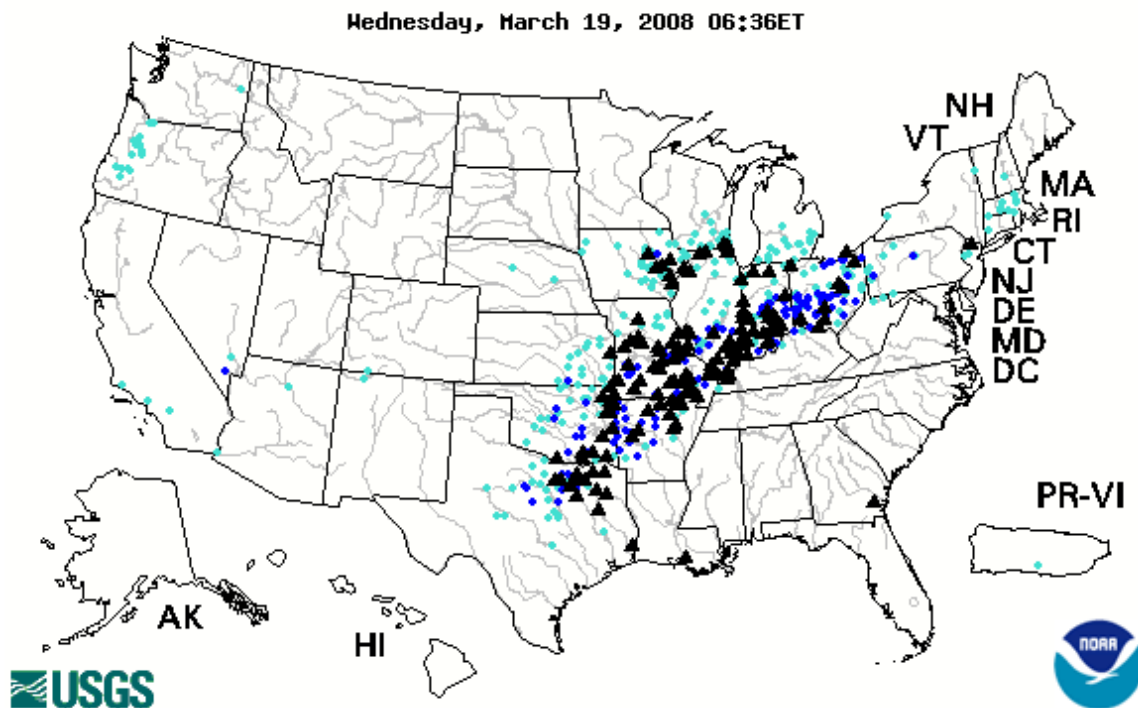 Wednesday, March 19, 2008 06:36ET
NH
VT
MA
RI
CT
NJ
DE
MD
DC
PR-VI
AK
HI
USGS
NOAA